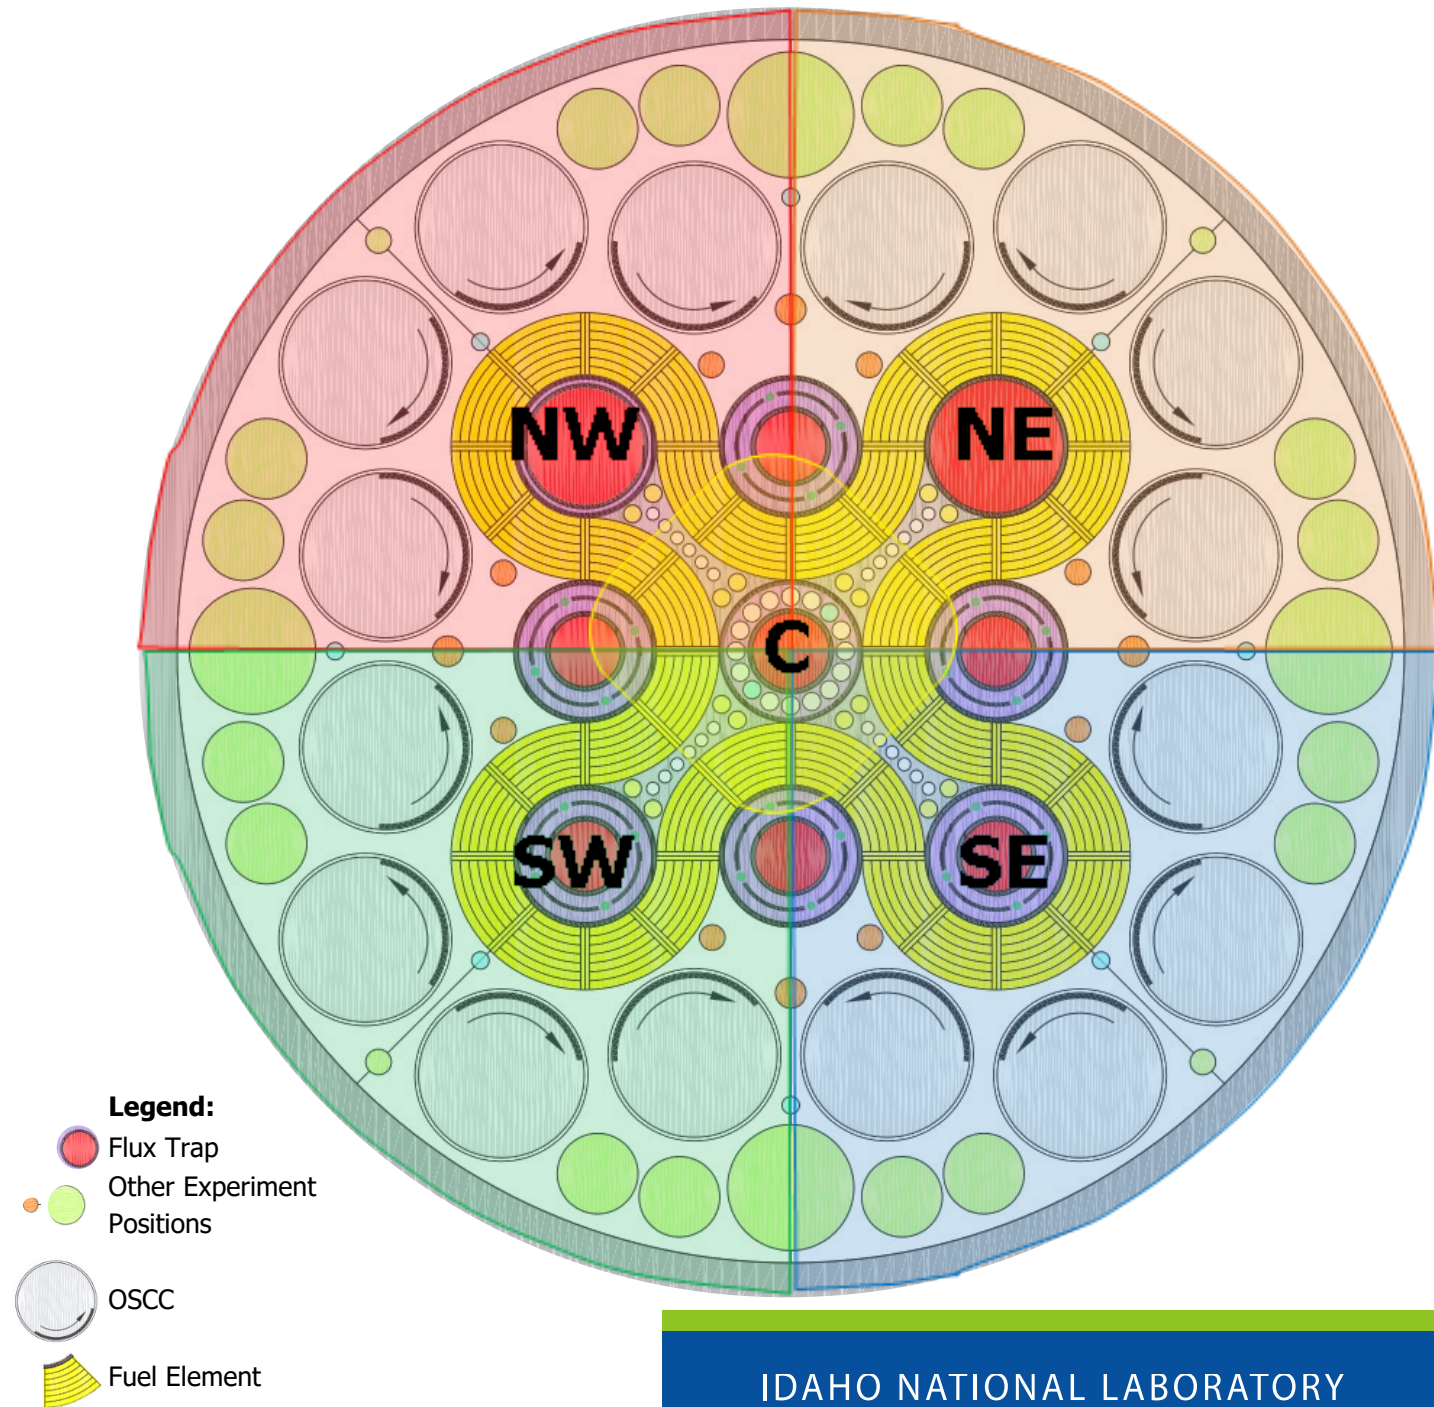 NW
NE
C
SW
SE
Legend:
Flux Trap
Other Experiment
Positions
OSCC
Fuel Element
IDAHO NATIONAL LABORATORY